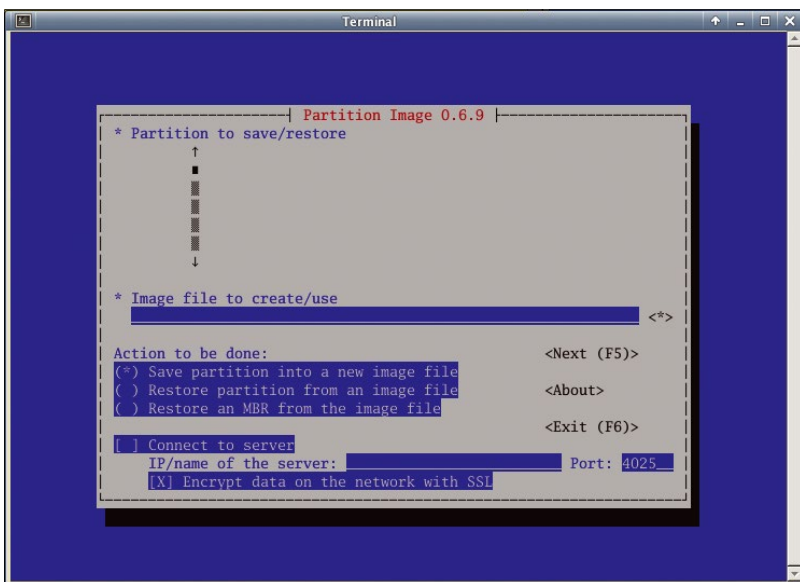 Terminal
Partition Image 0.6.9
* Partition to save/restore
* Image file to create/use
<*>
Action to be done: <Next (F5)>
(*) Save partition into a new image file
( ) Restore partition from an image file <About>
( ) Restore an MBR from the image file
<Exit (F6)>
[ ] Connect to server
IP/name of the server: Port: 4025__
[X] Encrypt data on the network with SSL